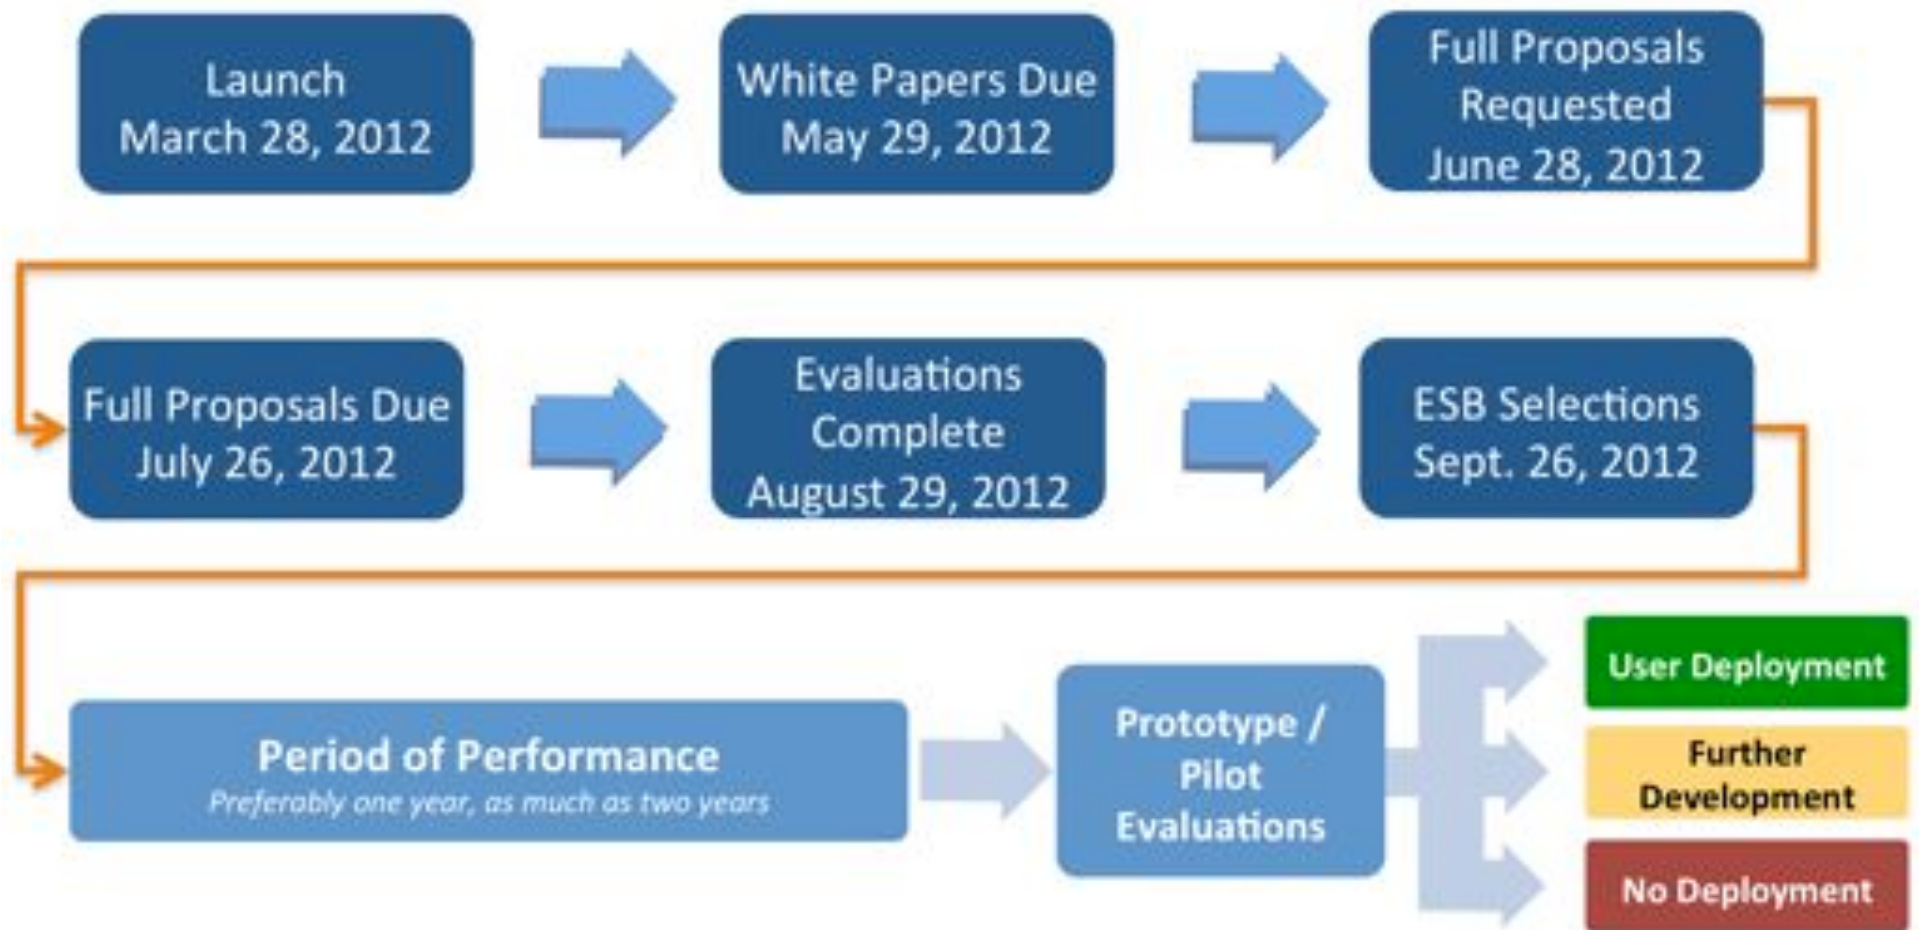 Launch
March 28, 2012
White Papers Due
May 29, 2012
Full Proposals
Requested
June 28, 2012
Full Proposals Due
July 26, 2012
Evaluations
Complete
August 29, 2012
ESB Selections
Sept. 26, 2012
Period of Performance
Preferably one year, as much as two years
Prototype /
Pilot
Evaluations
User Deployment
Further
Development
No Deployment